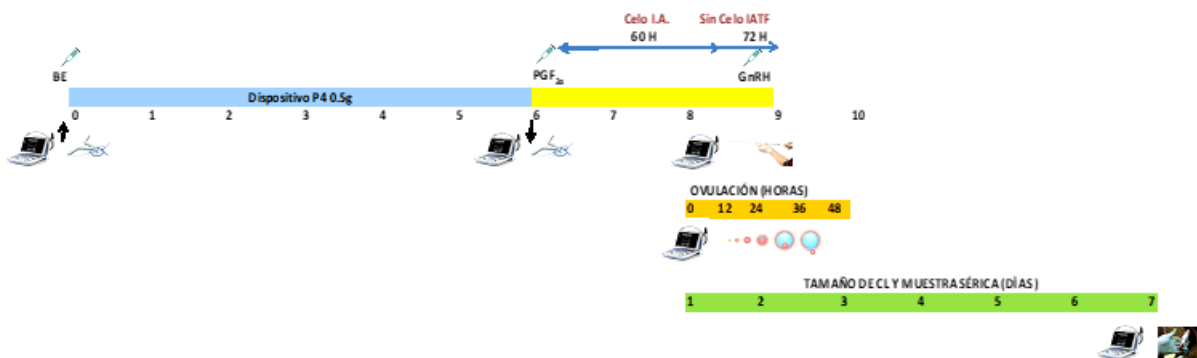 Celo I.A. Sin Celo IATF
60 H 72 H
BE PGF2α GnRH
Dispositivo P4 0.5g
0 1 2 3 4 5 6 7 8 9 10
OVULACIÓN (HORAS)
0 12 24 36 48
TAMAÑO DE CL Y MUESTRA SÉRICA (DÌAS)
1 2 3 4 5 6 7